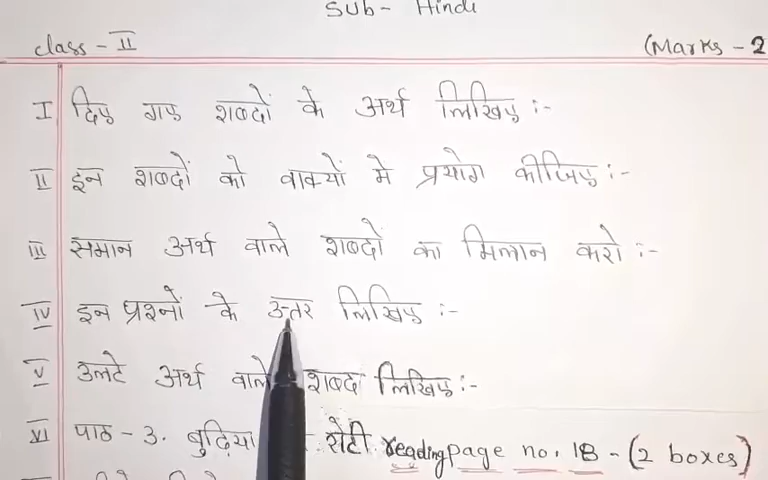 Sub- Hindi
class - II
(Marks - 2
I दिए गए शब्दों के अर्थ लिखिए :-
II इन शब्दों को वाक्यों मे प्रयोग कीजिए :-
III समान अर्थ वाले शब्दों का मिलान करो :-
IV इन प्रश्नों के उत्तर लिखिए :-
V उलटे अर्थ वाले शब्द लिखिए :-
VI पाठ - 3. बुढ़िया रोटी reading page no. 18 - (2 boxes)